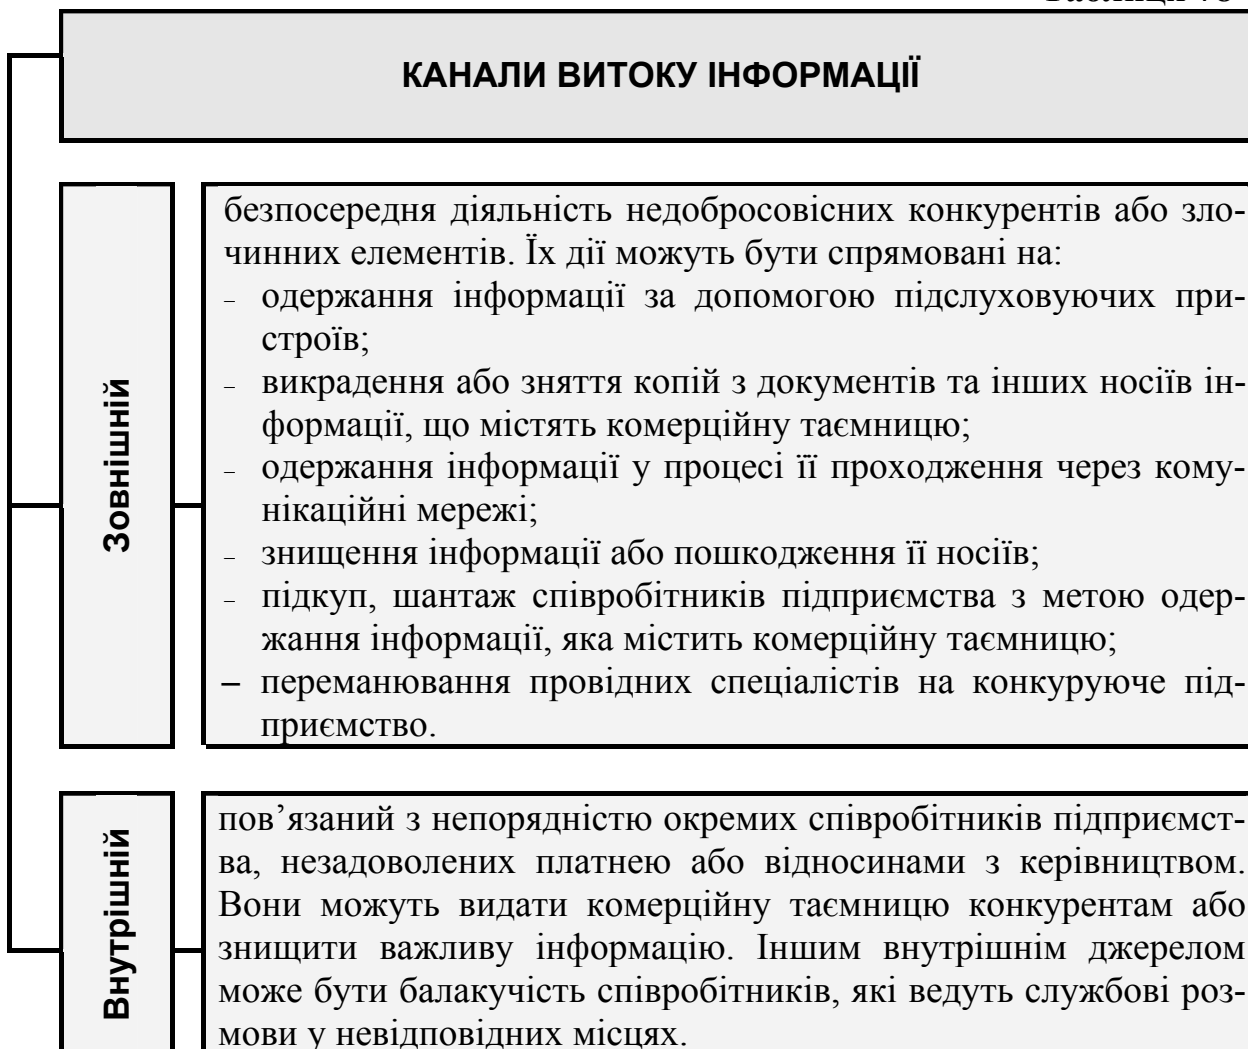 КАНАЛИ ВИТОКУ ІНФОРМАЦІЇ
Зовнішній
безпосередня діяльність недобросовісних конкурентів або зло-
чинних елементів. Їх дії можуть бути спрямовані на:
– одержання інформації за допомогою підслуховуючих при-
строїв;
– викрадення або зняття копій з документів та інших носіїв ін-
формації, що містять комерційну таємницю;
– одержання інформації у процесі її проходження через кому-
нікаційні мережі;
– знищення інформації або пошкодження її носіїв;
– підкуп, шантаж співробітників підприємства з метою одер-
жання інформації, яка містить комерційну таємницю;
– переманювання провідних спеціалістів на конкуруюче під-
приємство.
Внутрішній
пов’язаний з непорядністю окремих співробітників підприємст-
ва, незадоволених платнею або відносинами з керівництвом.
Вони можуть видати комерційну таємницю конкурентам або
знищити важливу інформацію. Іншим внутрішнім джерелом
може бути балакучість співробітників, які ведуть службові роз-
мови у невідповідних місцях.